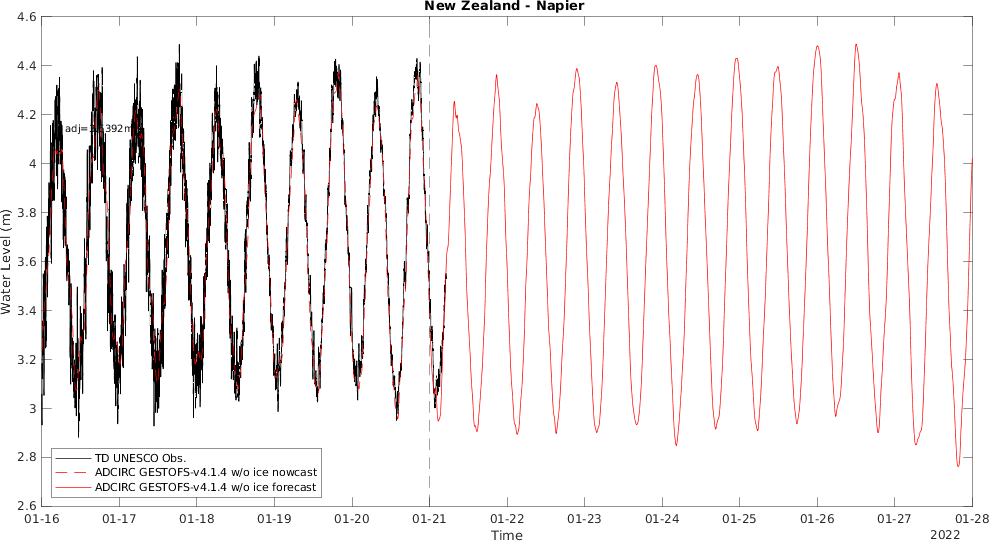 New Zealand - Napier
4.6
4.4
4.2
4
3.8
3.6
3.4
3.2
3
2.8
2.6
Water Level (m)
TD UNESCO Obs.
ADCIRC GESTOFS-v4.1.4 w/o ice nowcast
ADCIRC GESTOFS-v4.1.4 w/o ice forecast
01-16 01-17 01-18 01-19 01-20 01-21 01-22 01-23 01-24 01-25 01-26 01-27 01-28
Time
2022